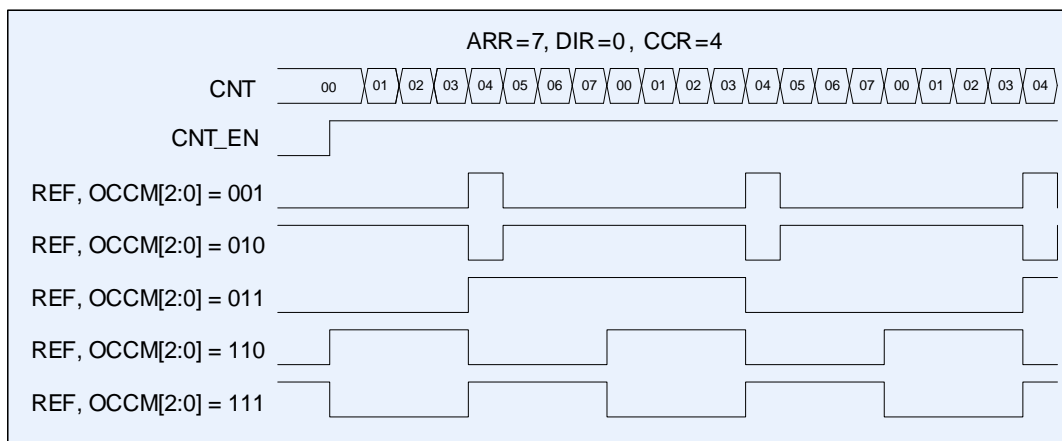 ARR=7, DIR=0, CCR=4
CNT 00 01 02 03 04 05 06 07 00 01 02 03 04 05 06 07 00 01 02 03 04
CNT_EN
REF, OCCM[2:0] = 001
REF, OCCM[2:0] = 010
REF, OCCM[2:0] = 011
REF, OCCM[2:0] = 110
REF, OCCM[2:0] = 111